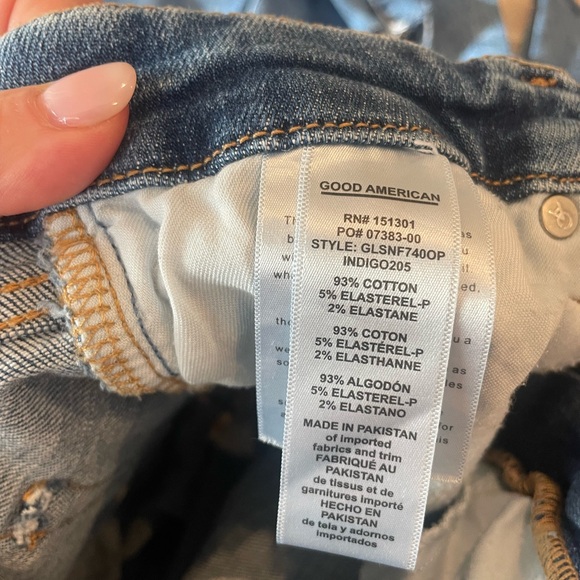 GOOD AMERICAN
RN# 151301
PO# 07383-00
STYLE: GLSNF740OP
INDIGO205
93% COTTON
5% ELASTEREL-P
2% ELASTANE
93% COTON
5% ELASTÉREL-P
2% ELASTHANNE
93% ALGODÓN
5% ELASTEREL-P
2% ELASTANO
MADE IN PAKISTAN
of imported
fabrics and trim
FABRIQUÉ AU
PAKISTAN
de tissus et de
garnitures importé
HECHO EN
PAKISTAN
de tela y adornos
importados